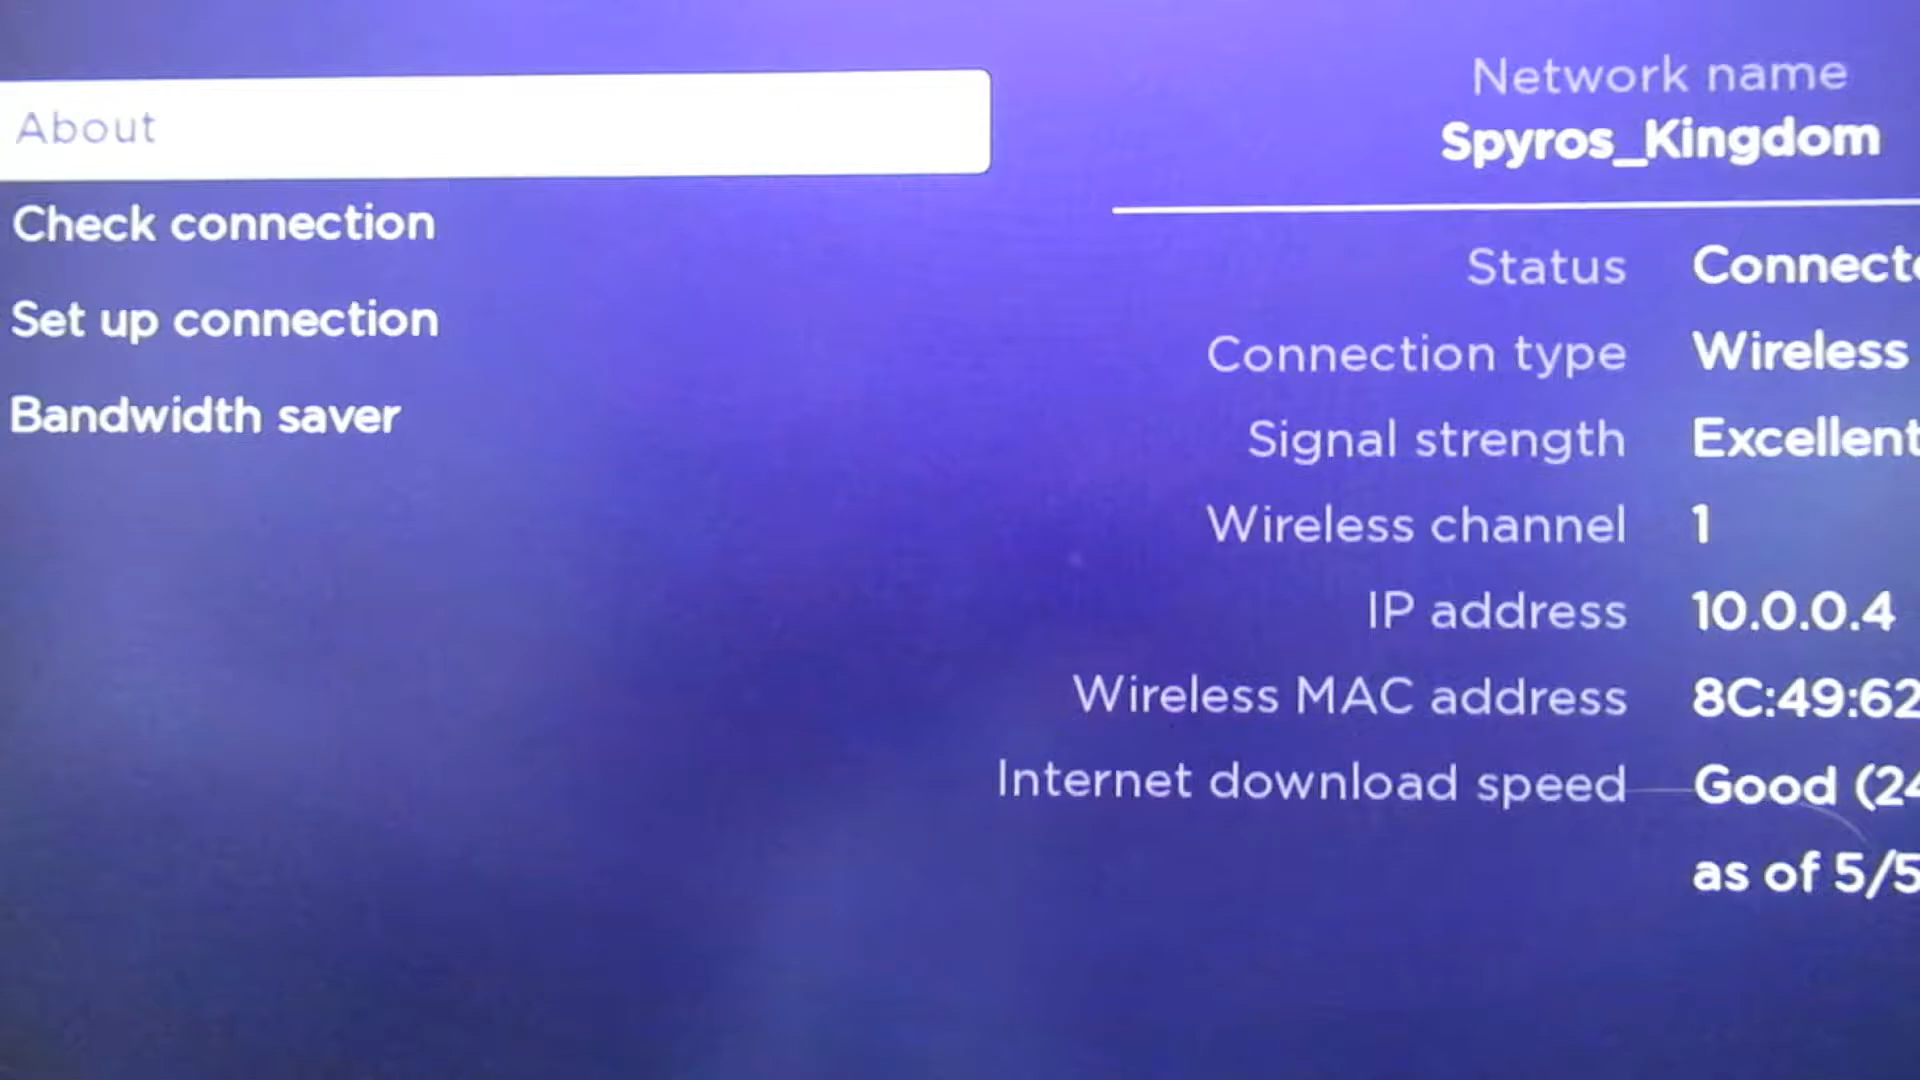 About
Check connection
Set up connection
Bandwidth saver
Network name
Spyros_Kingdom
Status Connecte
Connection type Wireless
Signal strength Excellent
Wireless channel 1
IP address 10.0.0.4
Wireless MAC address 8C:49:62
Internet download speed Good (24
as of 5/5